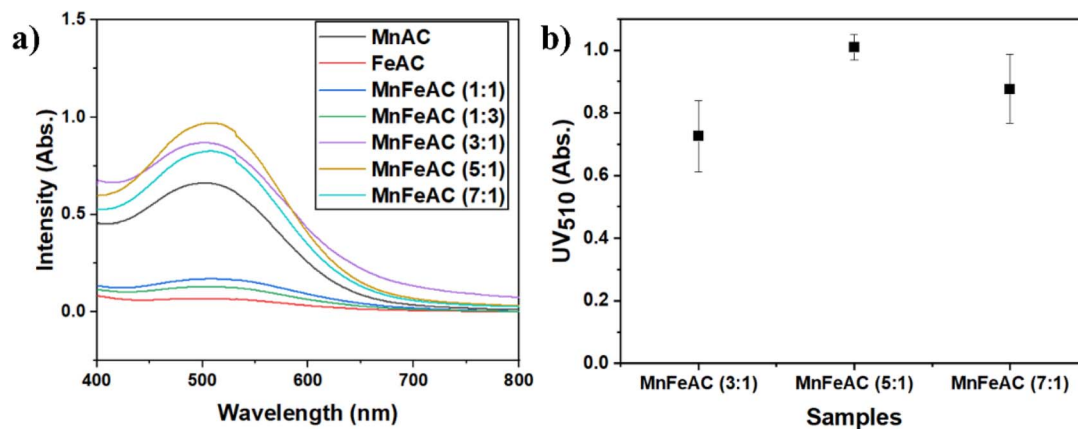 a)
Intensity (Abs.)
1.5
1.0
0.5
0.0
400
500
600
700
800
Wavelength (nm)
MnAC
FeAC
MnFeAC (1:1)
MnFeAC (1:3)
MnFeAC (3:1)
MnFeAC (5:1)
MnFeAC (7:1)
b)
UV510 (Abs.)
1.0
0.8
0.6
0.4
0.2
0.0
MnFeAC (3:1)
MnFeAC (5:1)
MnFeAC (7:1)
Samples